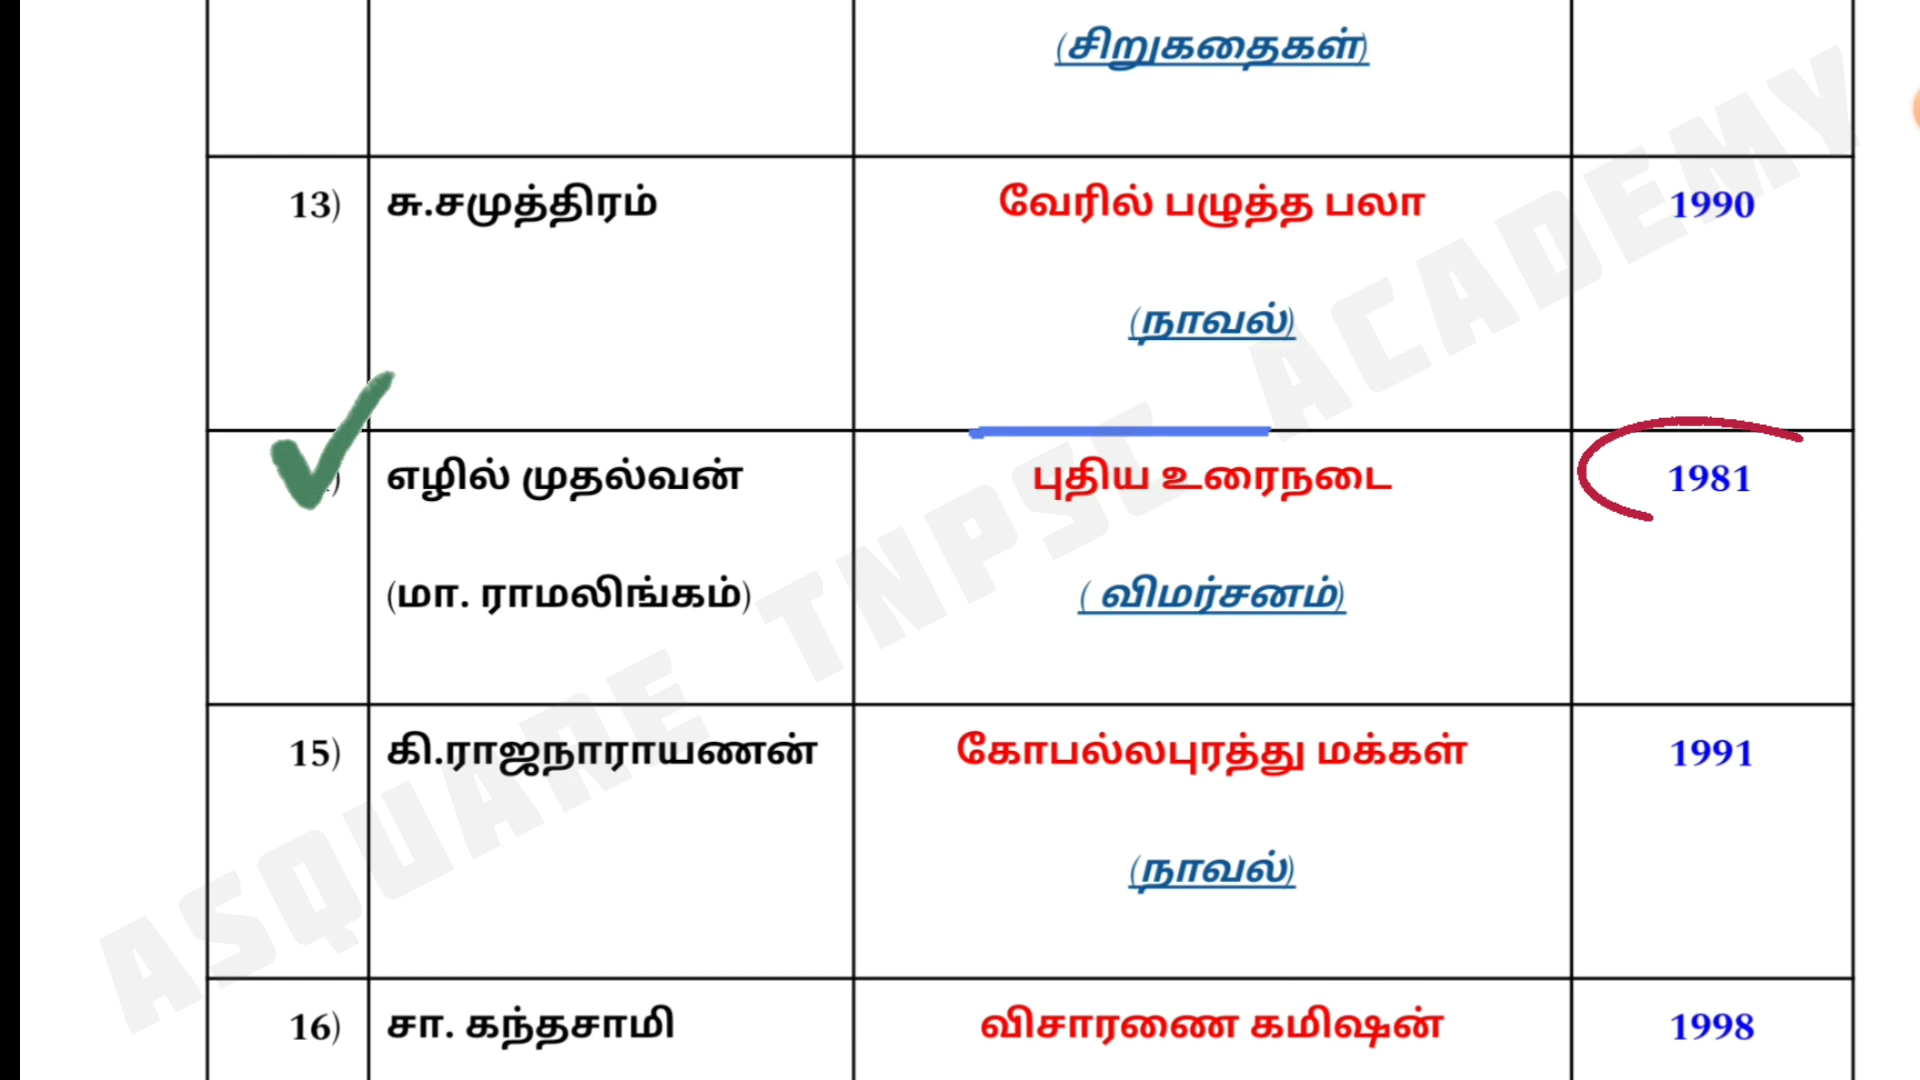 (சிறுகதைகள்)
13) சு.சமுத்திரம் வேரில் பழுத்த பலா 1990
(நாவல்)
எழில் முதல்வன் புதிய உரைநடை 1981
(மா. ராமலிங்கம்) ( விமர்சனம்)
15) கி.ராஜநாராயணன் கோபல்லபுரத்து மக்கள் 1991
(நாவல்)
16) சா. கந்தசாமி விசாரணை கமிஷன் 1998
ASQUARE TNPSC ACADEMY